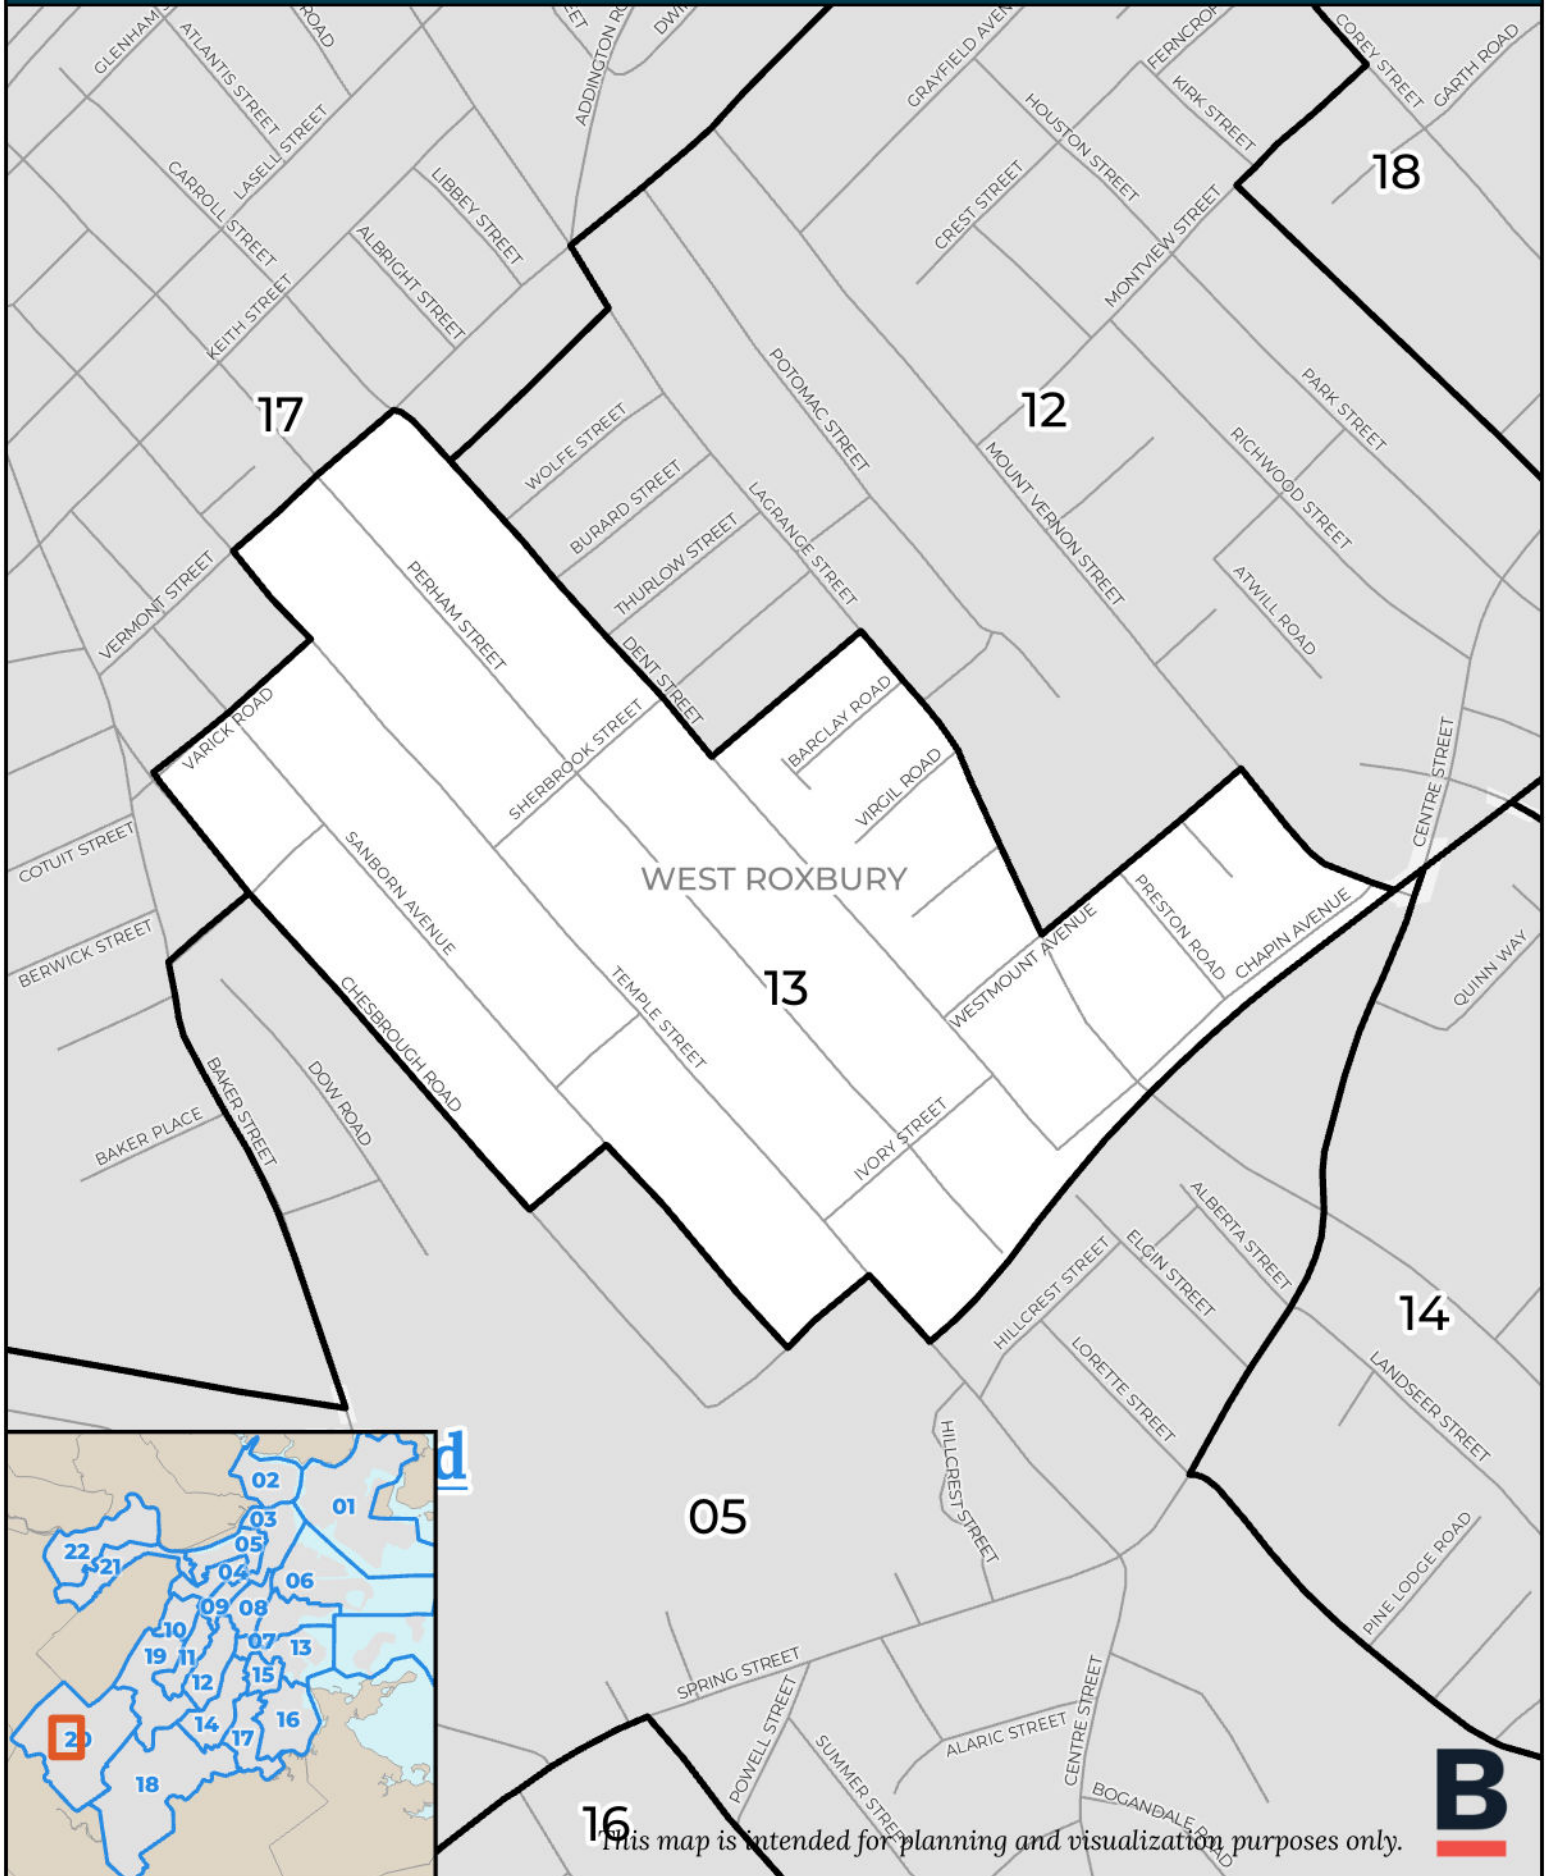 GLENHAM
ATLANTIS STREET
ROAD
EET
ADDINGTON RO
DWI
GRAYFIELD AVEN
FERNCROF
COREY STREET
GARTH ROAD
KIRK STREET
HOUSTON STREET
LASELL STREET
CARROLL STREET
LIBBEY STREET
CREST STREET
18
ALBRIGHT STREET
MONTVIEW STREET
KEITH STREET
17
12
POTOMAC STREET
PARK STREET
WOLFE STREET
RICHWOOD STREET
BURARD STREET
LAGRANGE STREET
MOUNT VERNON STREET
THURLOW STREET
VERMONT STREET
PERHAM STREET
ATWILL ROAD
DENT STREET
BARCLAY ROAD
VARICK ROAD
SHERBROOK STREET
VIRGIL ROAD
CENTRE STREET
COTUIT STREET
SANBORN AVENUE
WEST ROXBURY
PRESTON ROAD
CHAPIN AVENUE
BERWICK STREET
WESTMOUNT AVENUE
QUINN WAY
13
TEMPLE STREET
CHESBROUGH ROAD
BAKER STREET
DOW ROAD
BAKER PLACE
IVORY STREET
ALBERTA STREET
ELGIN STREET
HILLCREST STREET
14
LORETTE STREET
LANDSEER STREET
d
HILLCREST STREET
05
PINE LODGE ROAD
SPRING STREET
POWELL STREET
ALARIC STREET
CENTRE STREET
SUMMER STREET
BOGANDALE ROAD
16
02
01
03
05
22
21
04
06
09
08
10
07
13
19
11
12
15
14
16
17
20
18
B
This map is intended for planning and visualization purposes only.